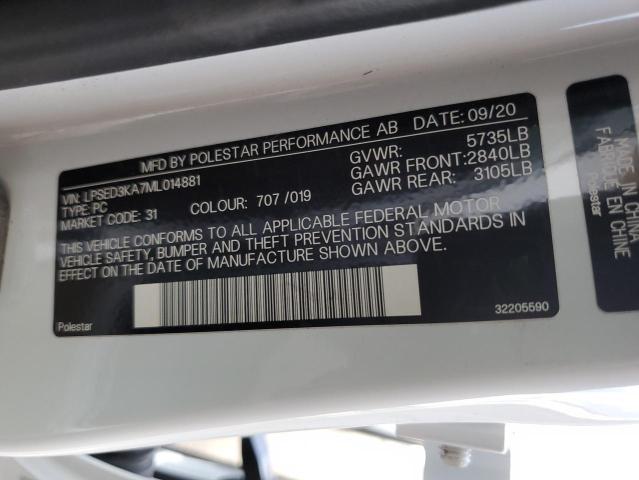 MFD BY POLESTAR PERFORMANCE AB DATE: 09/20
VIN: LPSED3KA7ML014881
TYPE: PC
MARKET CODE: 31 COLOUR: 707 /019
GVWR: 5735LB
GAWR FRONT: 2840LB
GAWR REAR: 3105LB
THIS VEHICLE CONFORMS TO ALL APPLICABLE FEDERAL MOTOR
VEHICLE SAFETY, BUMPER AND THEFT PREVENTION STANDARDS IN
EFFECT ON THE DATE OF MANUFACTURE SHOWN ABOVE.
Polestar
32205590
MADE IN CHINA
FABRIQUÉ EN CHINE
Polestar